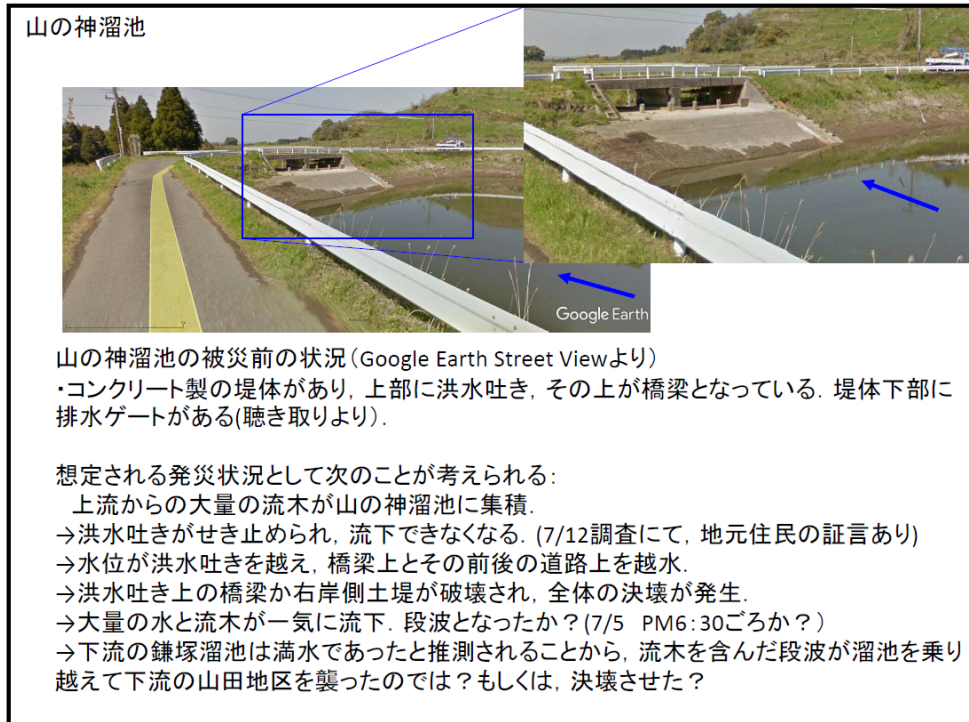 山の神溜池
Google Earth
山の神溜池の被災前の状況(Google Earth Street Viewより)
・コンクリート製の堤体があり，上部に洪水吐き，その上が橋梁となっている．堤体下部に
排水ゲートがある(聴き取りより)．
想定される発災状況として次のことが考えられる：
上流からの大量の流木が山の神溜池に集積．
→洪水吐きがせき止められ，流下できなくなる．(7/12調査にて，地元住民の証言あり)
→水位が洪水吐きを越え，橋梁上とその前後の道路上を越水．
→洪水吐き上の橋梁か右岸側土堤が破壊され，全体の決壊が発生．
→大量の水と流木が一気に流下．段波となったか？(7/5　PM6：30ごろか？)
→下流の鎌塚溜池は満水であったと推測されることから，流木を含んだ段波が溜池を乗り
越えて下流の山田地区を襲ったのでは？もしくは，決壊させた？